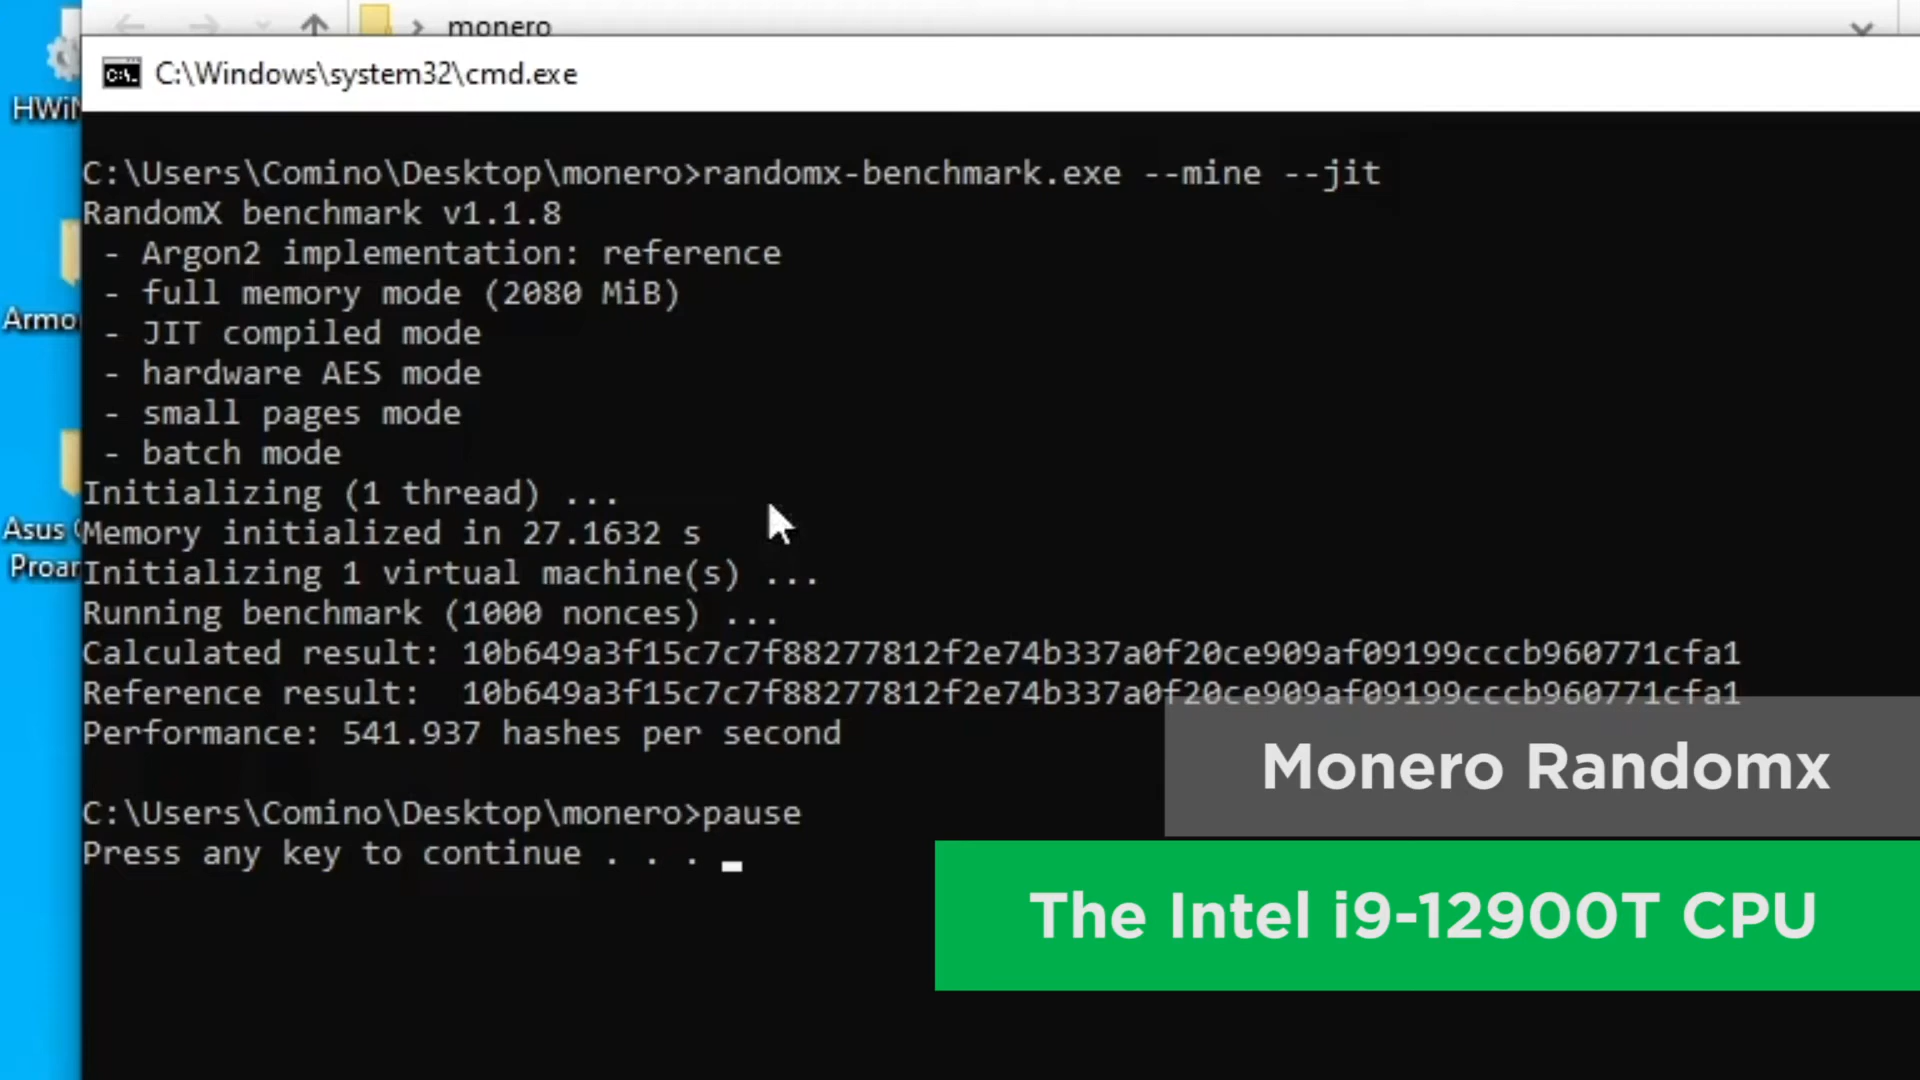 monero
C:\Windows\system32\cmd.exe
C:\Users\Comino\Desktop\monero>randomx-benchmark.exe --mine --jit
RandomX benchmark v1.1.8
- Argon2 implementation: reference
- full memory mode (2080 MiB)
- JIT compiled mode
- hardware AES mode
- small pages mode
- batch mode
Initializing (1 thread) ...
Memory initialized in 27.1632 s
Initializing 1 virtual machine(s) ...
Running benchmark (1000 nonces) ...
Calculated result: 10b649a3f15c7c7f88277812f2e74b337a0f20ce909af09199cccb960771cfa1
Reference result: 10b649a3f15c7c7f88277812f2e74b337a0f20ce909af09199cccb960771cfa1
Performance: 541.937 hashes per second
C:\Users\Comino\Desktop\monero>pause
Press any key to continue . . .
Monero Randomx
The Intel i9-12900T CPU
Armo
Asus
Proar